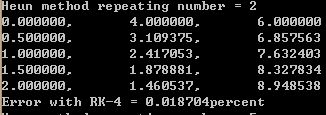 Heun method repeating number = 2
0.000000, 4.000000, 6.000000
0.500000, 3.109375, 6.857563
1.000000, 2.417053, 7.632403
1.500000, 1.878881, 8.327834
2.000000, 1.460537, 8.948538
Error with RK-4 = 0.018704percent